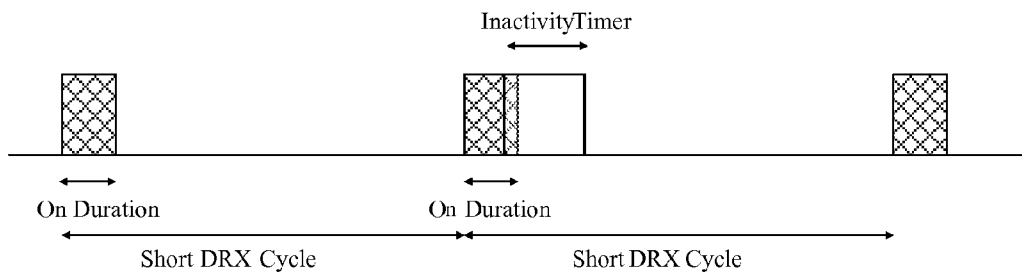 InactivityTimer
On Duration
On Duration
Short DRX Cycle
Short DRX Cycle